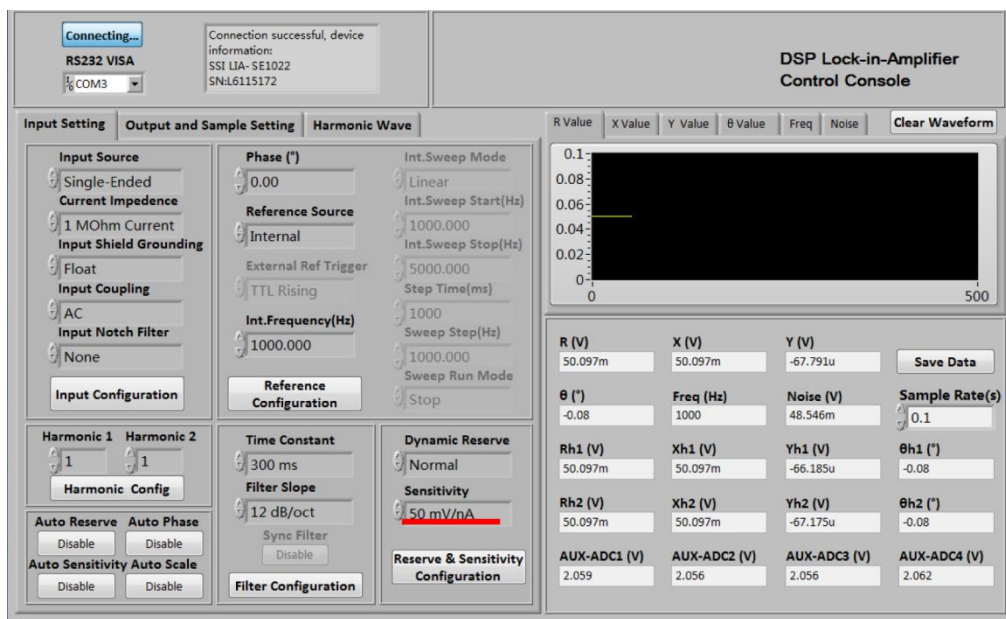 Connecting...
RS232 VISA
COM3
Connection successful, device
information:
SSI LIA- SE1022
SN:L6115172
DSP Lock-in-Amplifier
Control Console
Input Setting
Output and Sample Setting
Harmonic Wave
Input Source
Single-Ended
Current Impedence
1 MOhm Current
Input Shield Grounding
Float
Input Coupling
AC
Input Notch Filter
None
Input Configuration
Phase (°)
0.00
Reference Source
Internal
External Ref Trigger
TTL Rising
Int.Frequency(Hz)
1000.000
Reference
Configuration
Int.Sweep Mode
Linear
Int.Sweep Start(Hz)
1000.000
Int.Sweep Stop(Hz)
5000.000
Step Time(ms)
1000
Sweep Step(Hz)
1000.000
Sweep Run Mode
Stop
Harmonic 1 Harmonic 2
1 1
Harmonic Config
Auto Reserve Auto Phase
Disable Disable
Auto Sensitivity Auto Scale
Disable Disable
Time Constant
300 ms
Filter Slope
12 dB/oct
Sync Filter
Disable
Filter Configuration
Dynamic Reserve
Normal
Sensitivity
50 mV/nA
Reserve & Sensitivity
Configuration
R Value X Value Y Value θ Value Freq Noise
Clear Waveform
0.1
0.08
0.06
0.04
0.02
0
0 500
R (V) X (V) Y (V)
50.097m 50.097m -67.791u Save Data
θ (°) Freq (Hz) Noise (V) Sample Rate(s)
-0.08 1000 48.546m 0.1
Rh1 (V) Xh1 (V) Yh1 (V) θh1 (°)
50.097m 50.097m -66.185u -0.08
Rh2 (V) Xh2 (V) Yh2 (V) θh2 (°)
50.097m 50.097m -67.175u -0.08
AUX-ADC1 (V) AUX-ADC2 (V) AUX-ADC3 (V) AUX-ADC4 (V)
2.059 2.056 2.056 2.062